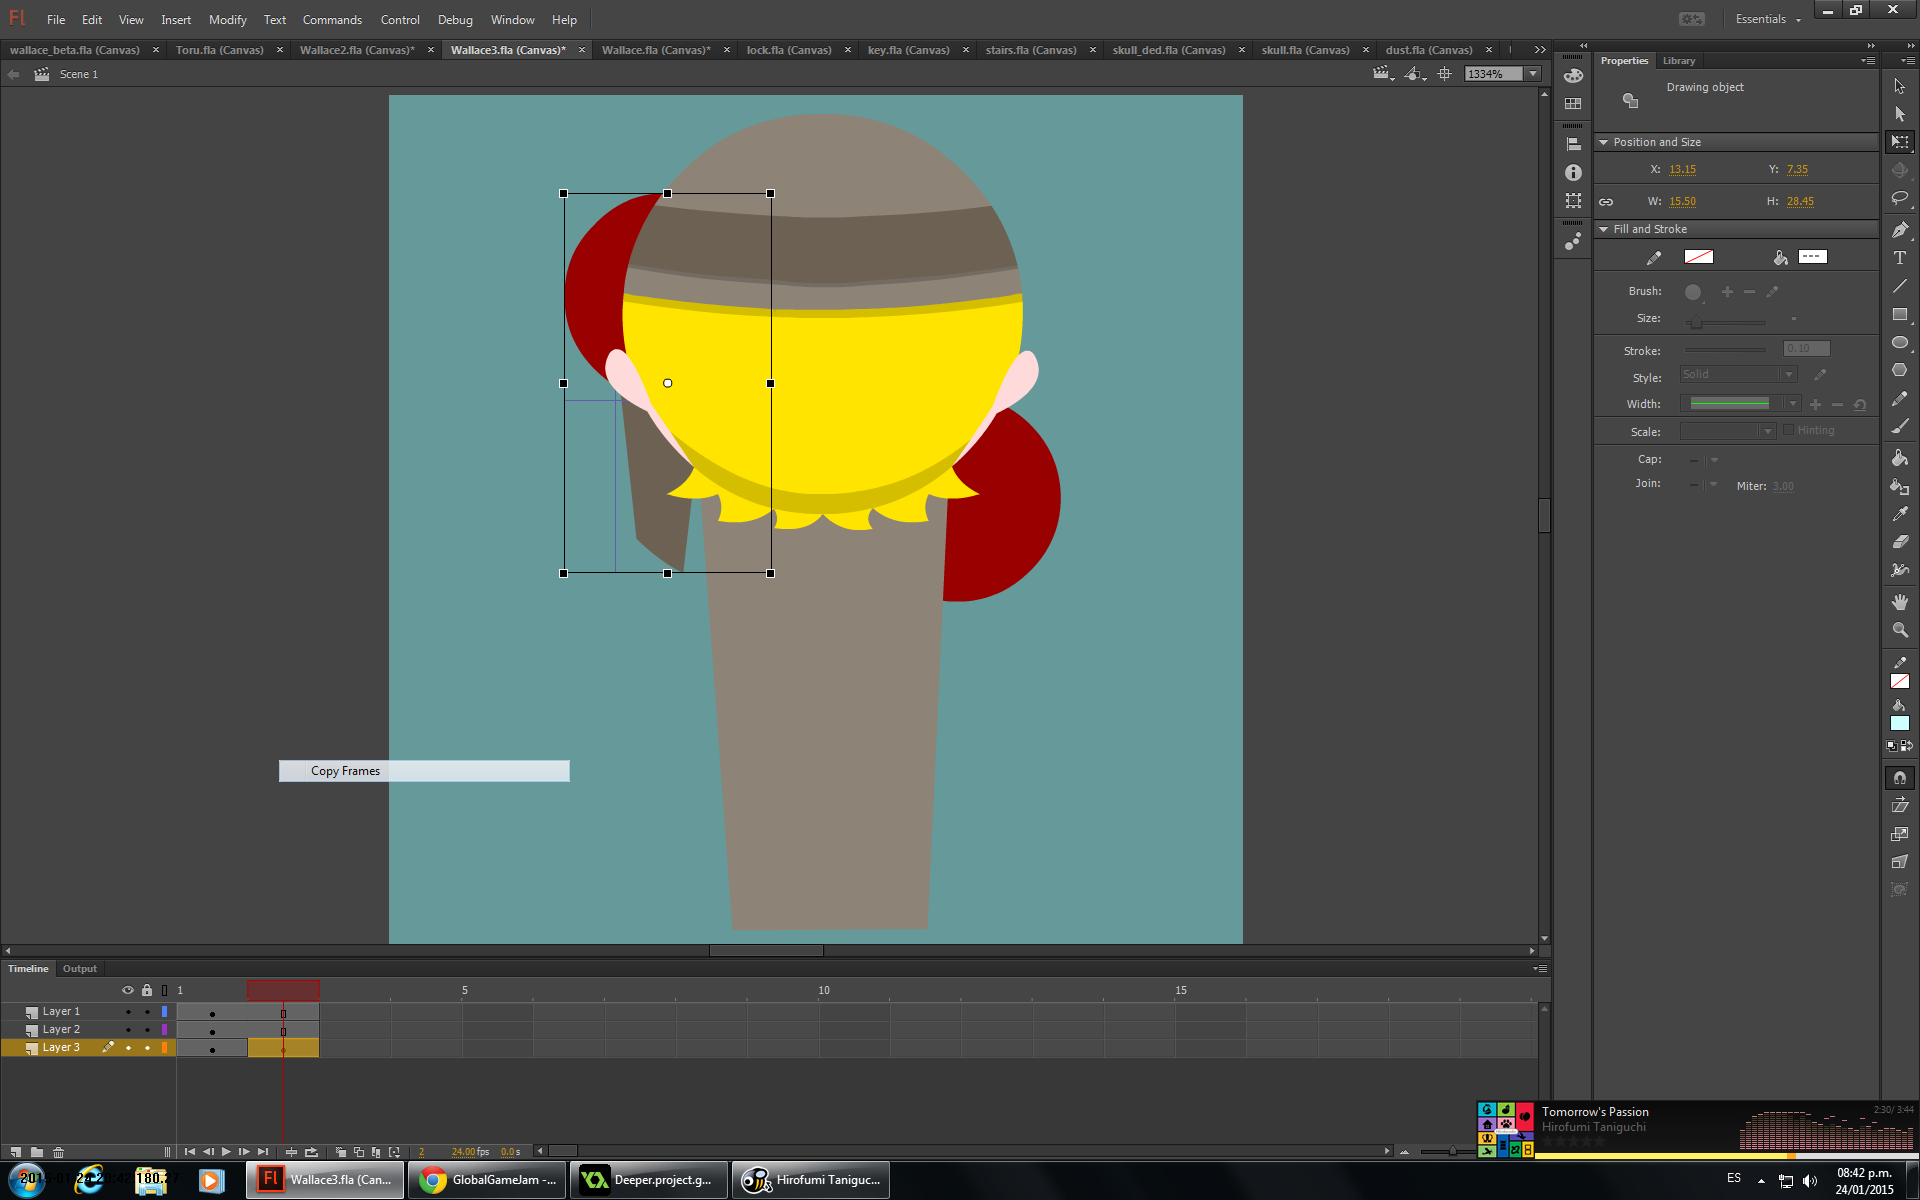 Fl File Edit View Insert Modify Text Commands Control Debug Window Help Essentials
wallace_beta.fla (Canvas) × Toru.fla (Canvas) × Wallace2.fla (Canvas)* × Wallace3.fla (Canvas)* × Wallace.fla (Canvas)* × lock.fla (Canvas) × key.fla (Canvas) × stairs.fla (Canvas) × skull_ded.fla (Canvas) × skull.fla (Canvas) × dust.fla (Canvas) ×
Scene 1
1334%
Properties Library
Drawing object
Position and Size
X: 13.15 Y: 7.35
W: 15.50 H: 28.45
Fill and Stroke
Brush:
Size:
Stroke: 0.10
Style: Solid
Width:
Scale: Hinting
Cap:
Join: Miter: 3.00
Copy Frames
Timeline Output
1 5 10 15
Layer 1
Layer 2
Layer 3
2 24.00 fps 0.0 s
Tomorrow's Passion 2:30/ 3:44
Hirofumi Taniguchi
Fl Wallace3.fla (Can...
GlobalGameJam -...
Deeper.project.g...
Hirofumi Taniguc...
ES
08:42 p.m.
24/01/2015